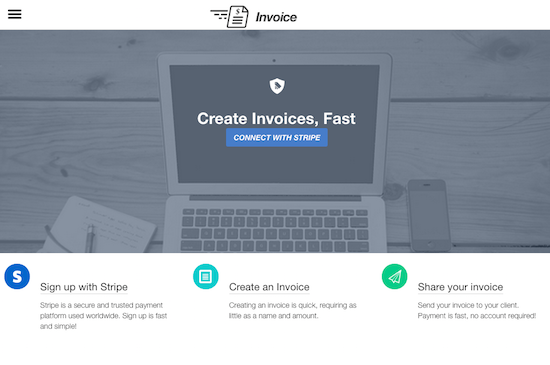 Invoice
Create Invoices, Fast
CONNECT WITH STRIPE
Sign up with Stripe
Stripe is a secure and trusted payment
platform used worldwide. Sign up is fast
and simple!
Create an Invoice
Creating an invoice is quick, requiring as
little as a name and amount.
Share your invoice
Send your invoice to your client.
Payment is fast, no account required!